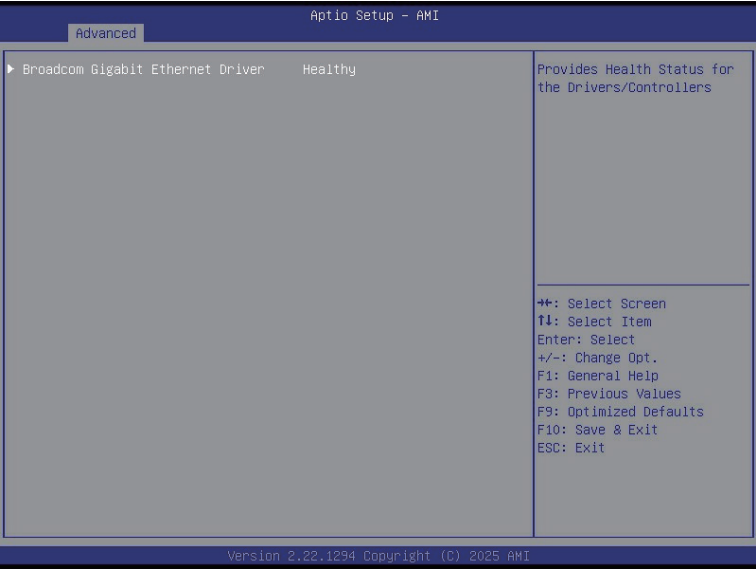 Aptio Setup – AMI
Advanced
▶ Broadcom Gigabit Ethernet Driver Healthy
Provides Health Status for
the Drivers/Controllers
→←: Select Screen
↑↓: Select Item
Enter: Select
+/-: Change Opt.
F1: General Help
F3: Previous Values
F9: Optimized Defaults
F10: Save & Exit
ESC: Exit
Version 2.22.1294 Copyright (C) 2025 AMI